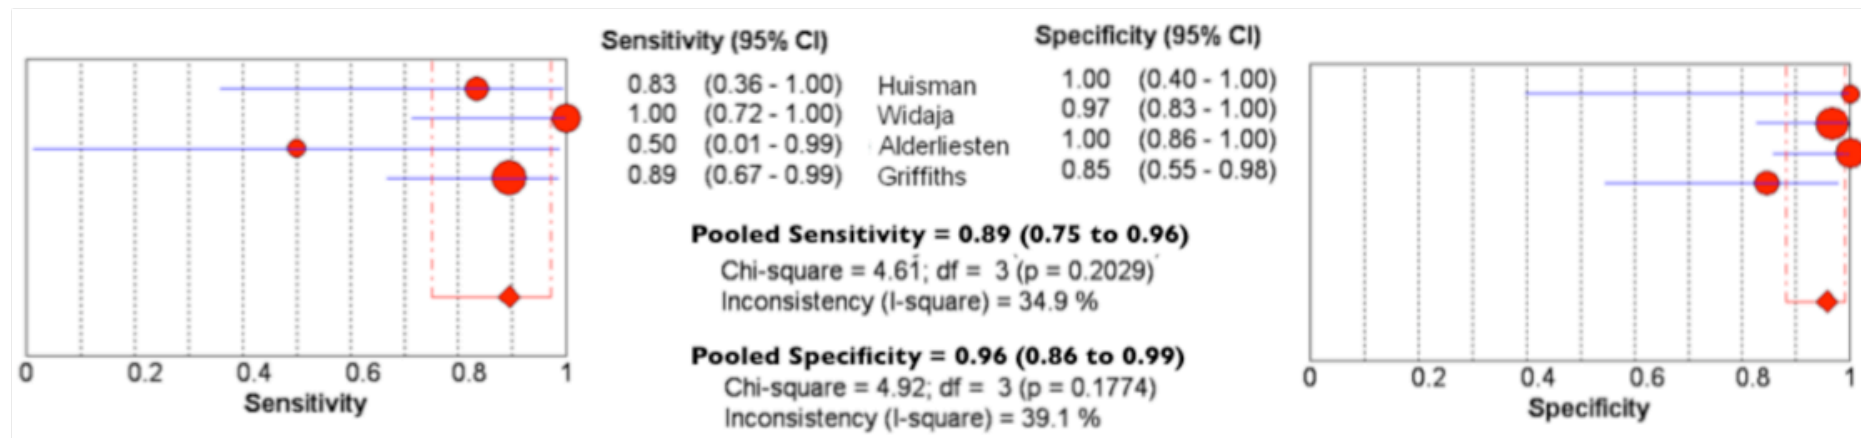 Sensitivity (95% CI) Specificity (95% CI)
0.83 (0.36 - 1.00) Huisman 1.00 (0.40 - 1.00)
1.00 (0.72 - 1.00) Widaja 0.97 (0.83 - 1.00)
0.50 (0.01 - 0.99) Alderliesten 1.00 (0.86 - 1.00)
0.89 (0.67 - 0.99) Griffiths 0.85 (0.55 - 0.98)
Pooled Sensitivity = 0.89 (0.75 to 0.96)
Chi-square = 4.61; df = 3 (p = 0.2029)
Inconsistency (I-square) = 34.9 %
Pooled Specificity = 0.96 (0.86 to 0.99)
Chi-square = 4.92; df = 3 (p = 0.1774)
Inconsistency (I-square) = 39.1 %
0 0.2 0.4 0.6 0.8 1
Sensitivity
0 0.2 0.4 0.6 0.8 1
Specificity